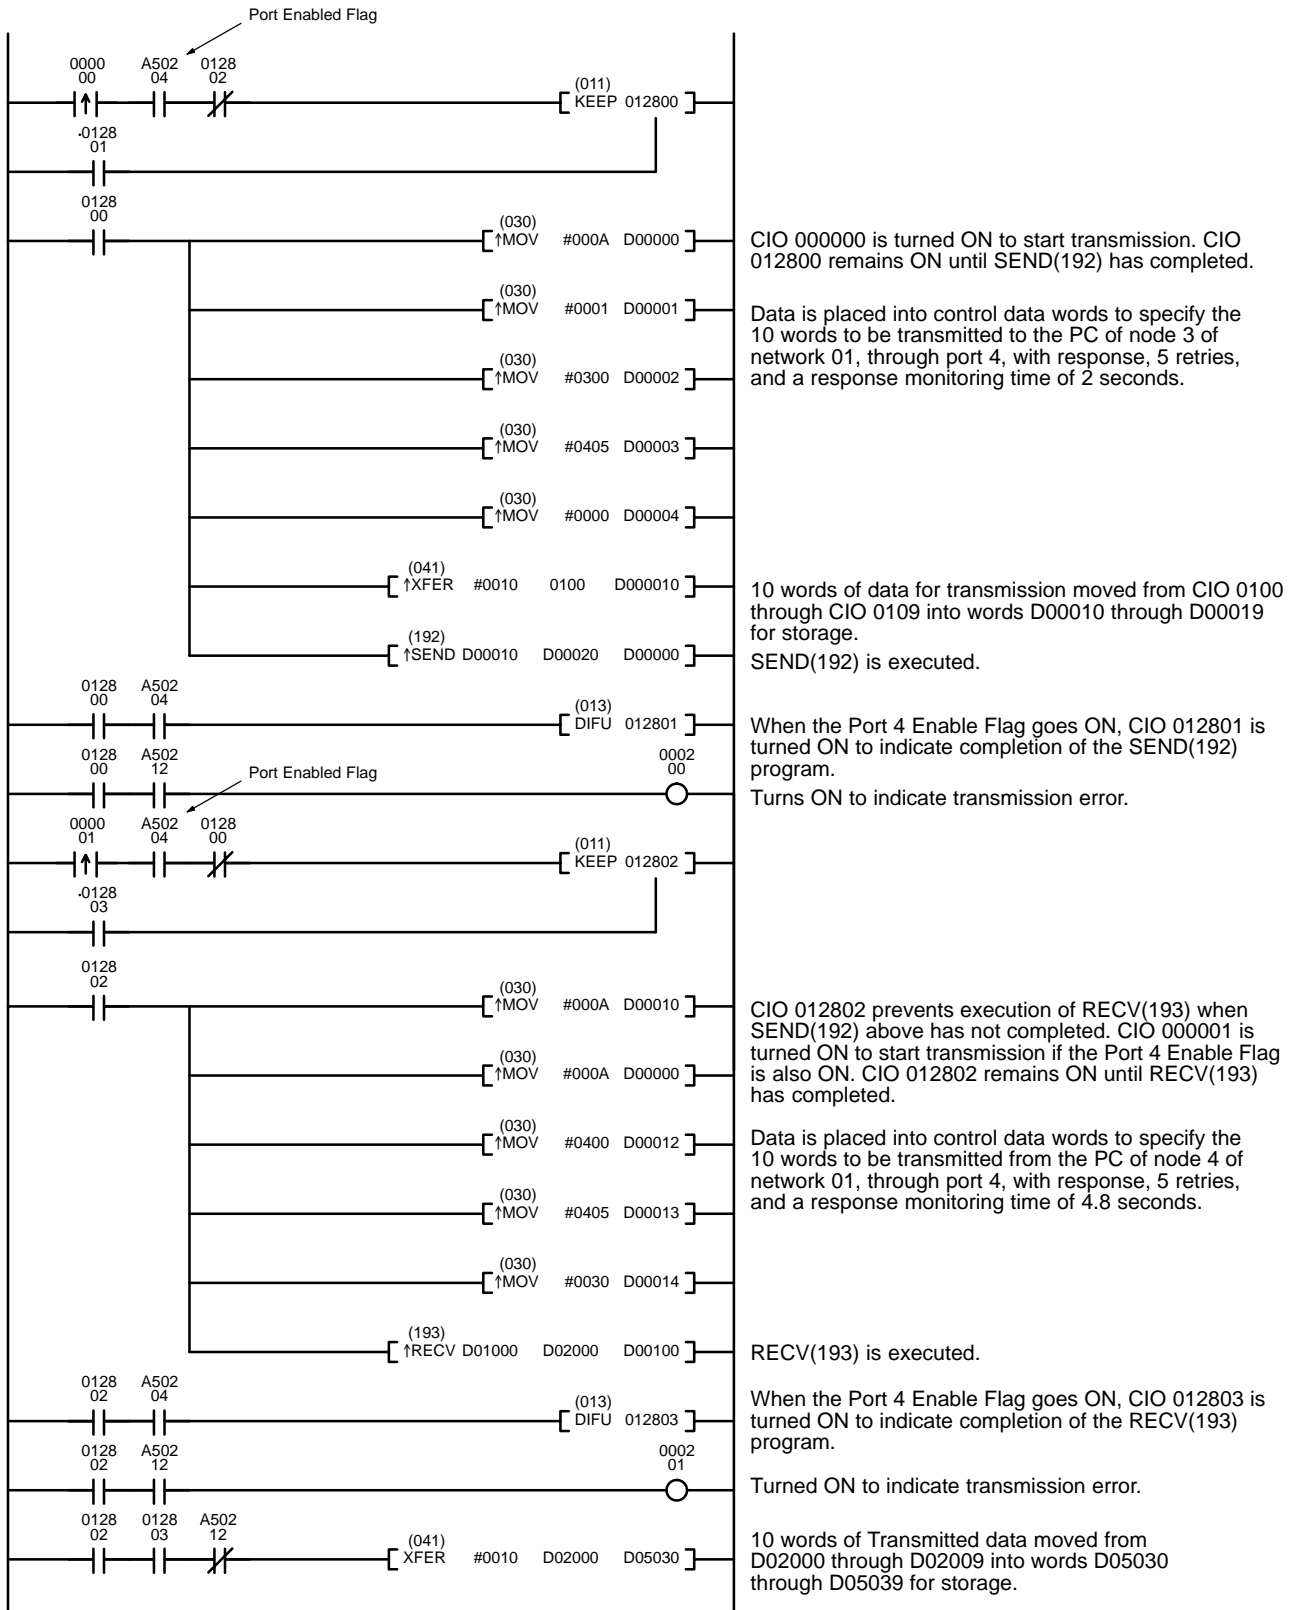 Port Enabled Flag
0000 A502 0128
00 04 02
(011)
KEEP 012800
0128
01
0128
00
(030)
↑MOV #000A D00000
CIO 000000 is turned ON to start transmission. CIO
012800 remains ON until SEND(192) has completed.
(030)
↑MOV #0001 D00001
Data is placed into control data words to specify the
10 words to be transmitted to the PC of node 3 of
network 01, through port 4, with response, 5 retries,
and a response monitoring time of 2 seconds.
(030)
↑MOV #0300 D00002
(030)
↑MOV #0405 D00003
(030)
↑MOV #0000 D00004
(041)
↑XFER #0010 0100 D000010
10 words of data for transmission moved from CIO 0100
through CIO 0109 into words D00010 through D00019
for storage.
(192)
↑SEND D00010 D00020 D00000
SEND(192) is executed.
0128 A502
00 04
(013)
DIFU 012801
When the Port 4 Enable Flag goes ON, CIO 012801 is
turned ON to indicate completion of the SEND(192)
program.
0128 A502
00 12
0002
00
Turns ON to indicate transmission error.
Port Enabled Flag
0000 A502 0128
01 04 00
(011)
KEEP 012802
0128
03
0128
02
(030)
↑MOV #000A D00010
CIO 012802 prevents execution of RECV(193) when
SEND(192) above has not completed. CIO 000001 is
turned ON to start transmission if the Port 4 Enable Flag
is also ON. CIO 012802 remains ON until RECV(193)
has completed.
(030)
↑MOV #000A D00000
(030)
↑MOV #0400 D00012
Data is placed into control data words to specify the
10 words to be transmitted from the PC of node 4 of
network 01, through port 4, with response, 5 retries,
and a response monitoring time of 4.8 seconds.
(030)
↑MOV #0405 D00013
(030)
↑MOV #0030 D00014
(193)
↑RECV D01000 D02000 D00100
RECV(193) is executed.
0128 A502
02 04
(013)
DIFU 012803
When the Port 4 Enable Flag goes ON, CIO 012803 is
turned ON to indicate completion of the RECV(193)
program.
0128 A502
02 12
0002
01
Turned ON to indicate transmission error.
0128 0128 A502
02 03 12
(041)
XFER #0010 D02000 D05030
10 words of Transmitted data moved from
D02000 through D02009 into words D05030
through D05039 for storage.